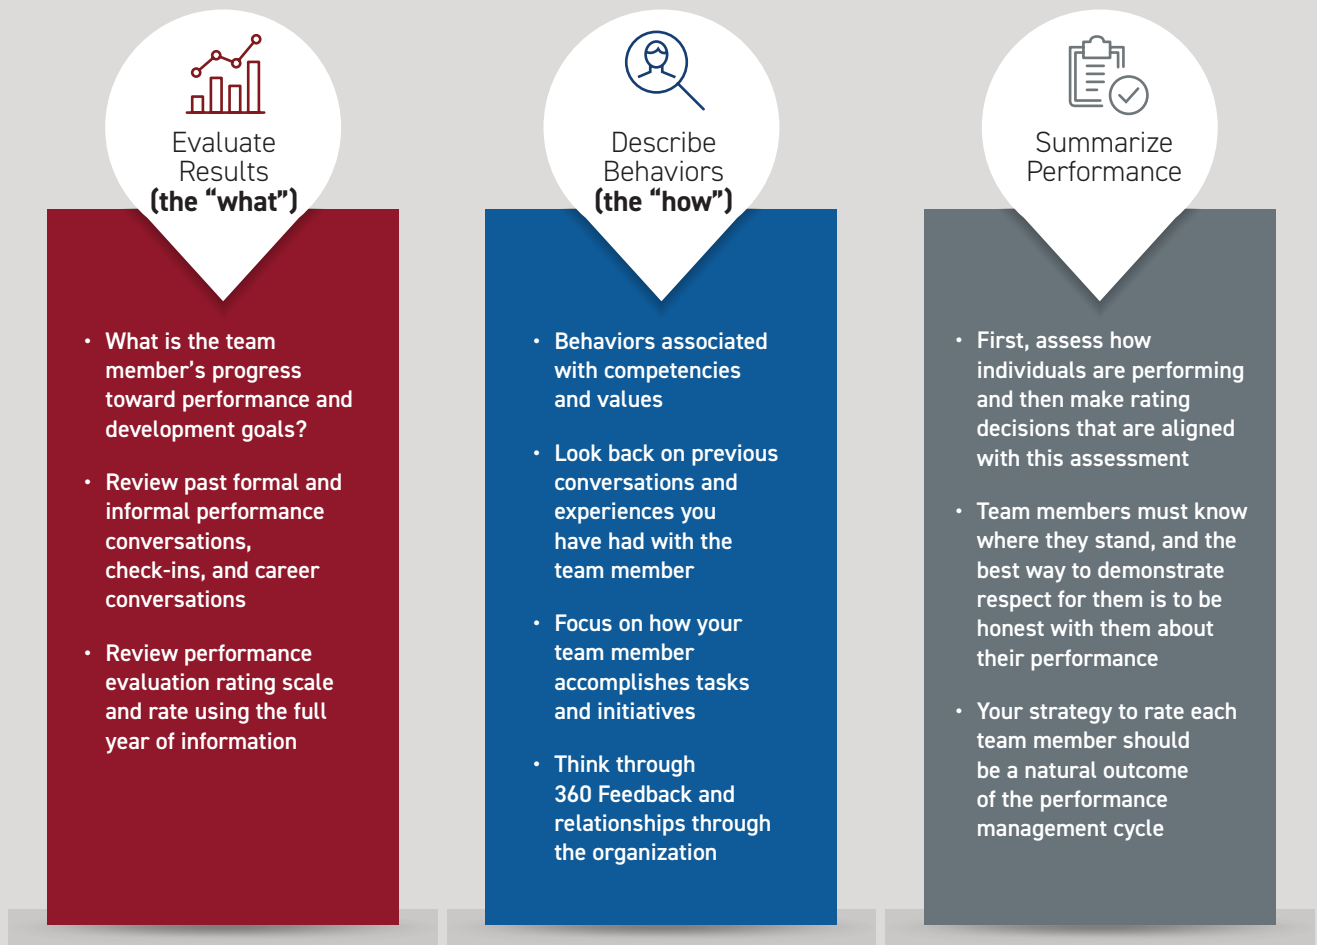 Evaluate
Results
(the “what”)
• What is the team
member’s progress
toward performance and
development goals?
• Review past formal and
informal performance
conversations,
check-ins, and career
conversations
• Review performance
evaluation rating scale
and rate using the full
year of information
Describe
Behaviors
(the “how”)
• Behaviors associated
with competencies
and values
• Look back on previous
conversations and
experiences you
have had with the
team member
• Focus on how your
team member
accomplishes tasks
and initiatives
• Think through
360 Feedback and
relationships through
the organization
Summarize
Performance
• First, assess how
individuals are performing
and then make rating
decisions that are aligned
with this assessment
• Team members must know
where they stand, and the
best way to demonstrate
respect for them is to be
honest with them about
their performance
• Your strategy to rate each
team member should
be a natural outcome
of the performance
management cycle